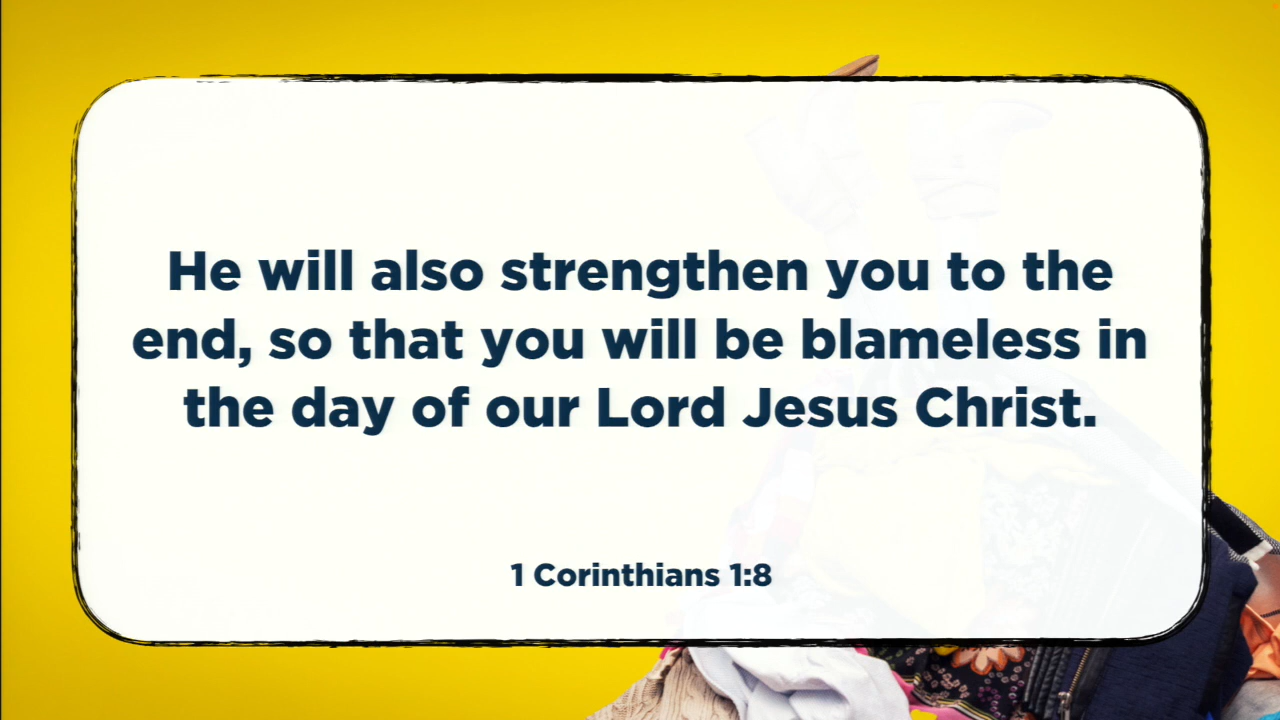 He will also strengthen you to the
end, so that you will be blameless in
the day of our Lord Jesus Christ.
1 Corinthians 1:8